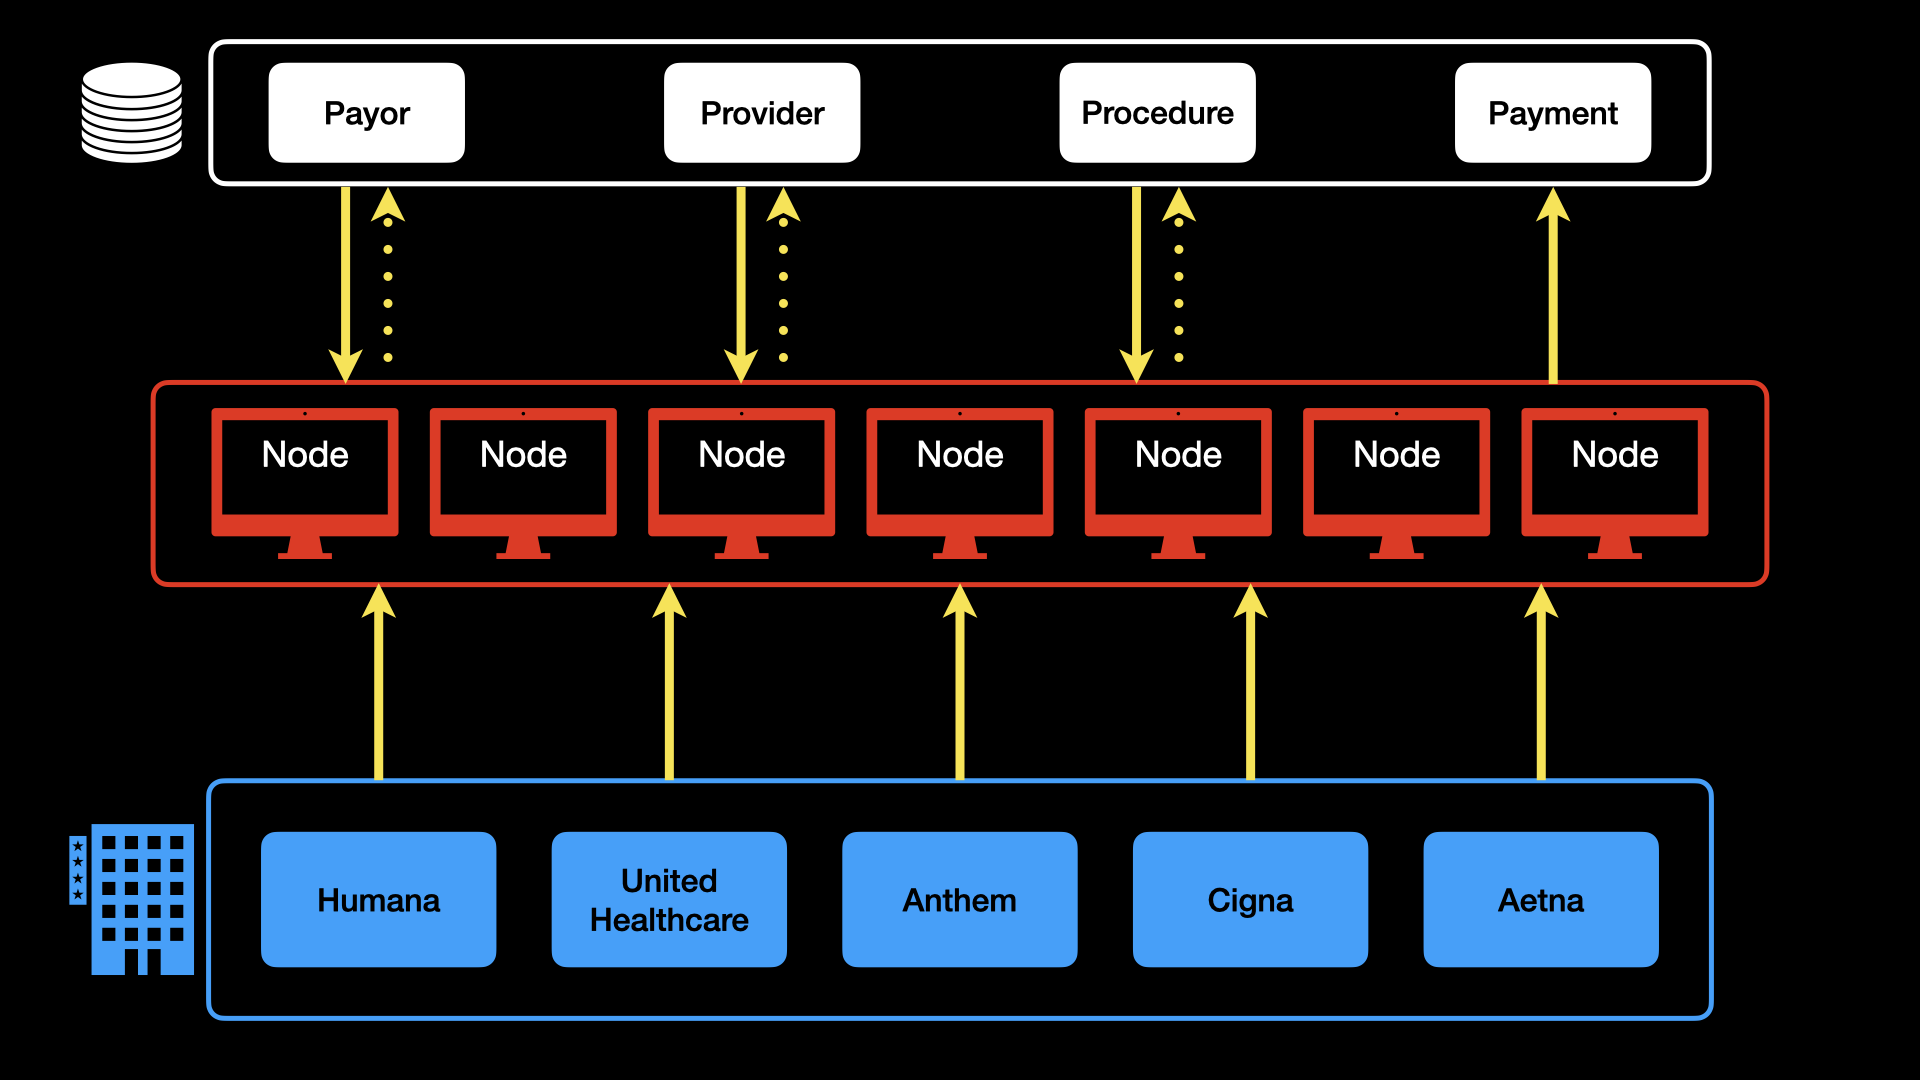 Payor
Provider
Procedure
Payment
Node
Node
Node
Node
Node
Node
Node
Humana
United
Healthcare
Anthem
Cigna
Aetna